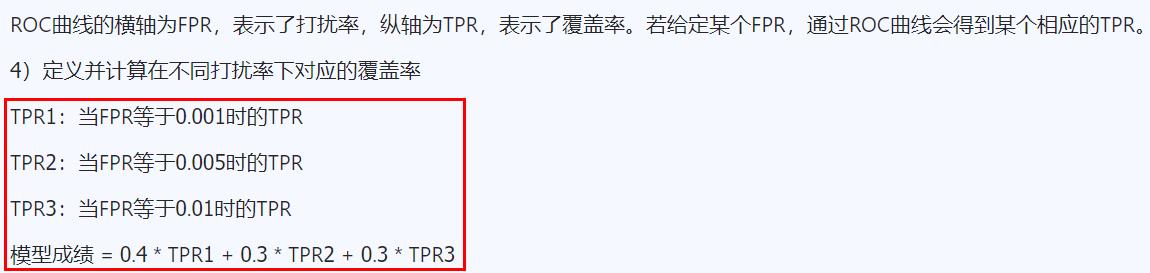 ROC曲线的横轴为FPR，表示了打扰率，纵轴为TPR，表示了覆盖率。若给定某个FPR，通过ROC曲线会得到某个相应的TPR。
4）定义并计算在不同打扰率下对应的覆盖率
TPR1：当FPR等于0.001时的TPR
TPR2：当FPR等于0.005时的TPR
TPR3：当FPR等于0.01时的TPR
模型成绩 = 0.4 * TPR1 + 0.3 * TPR2 + 0.3 * TPR3